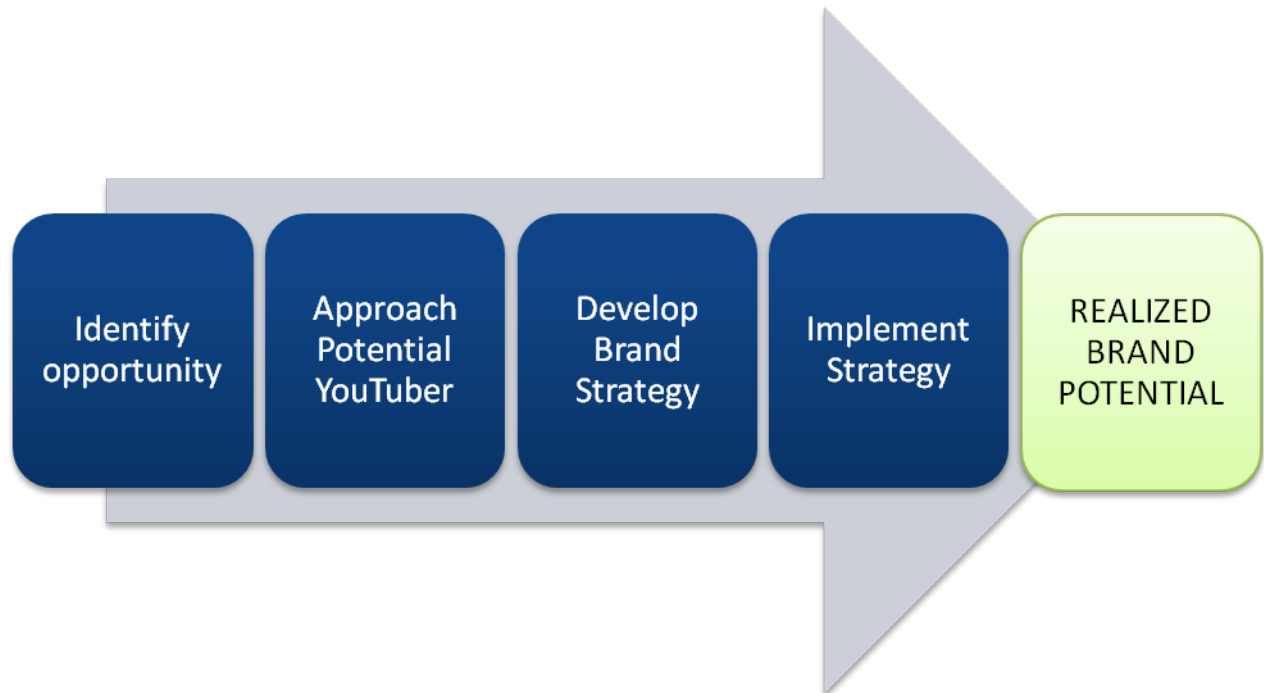 Identify
opportunity
Approach
Potential
YouTuber
Develop
Brand
Strategy
Implement
Strategy
REALIZED
BRAND
POTENTIAL